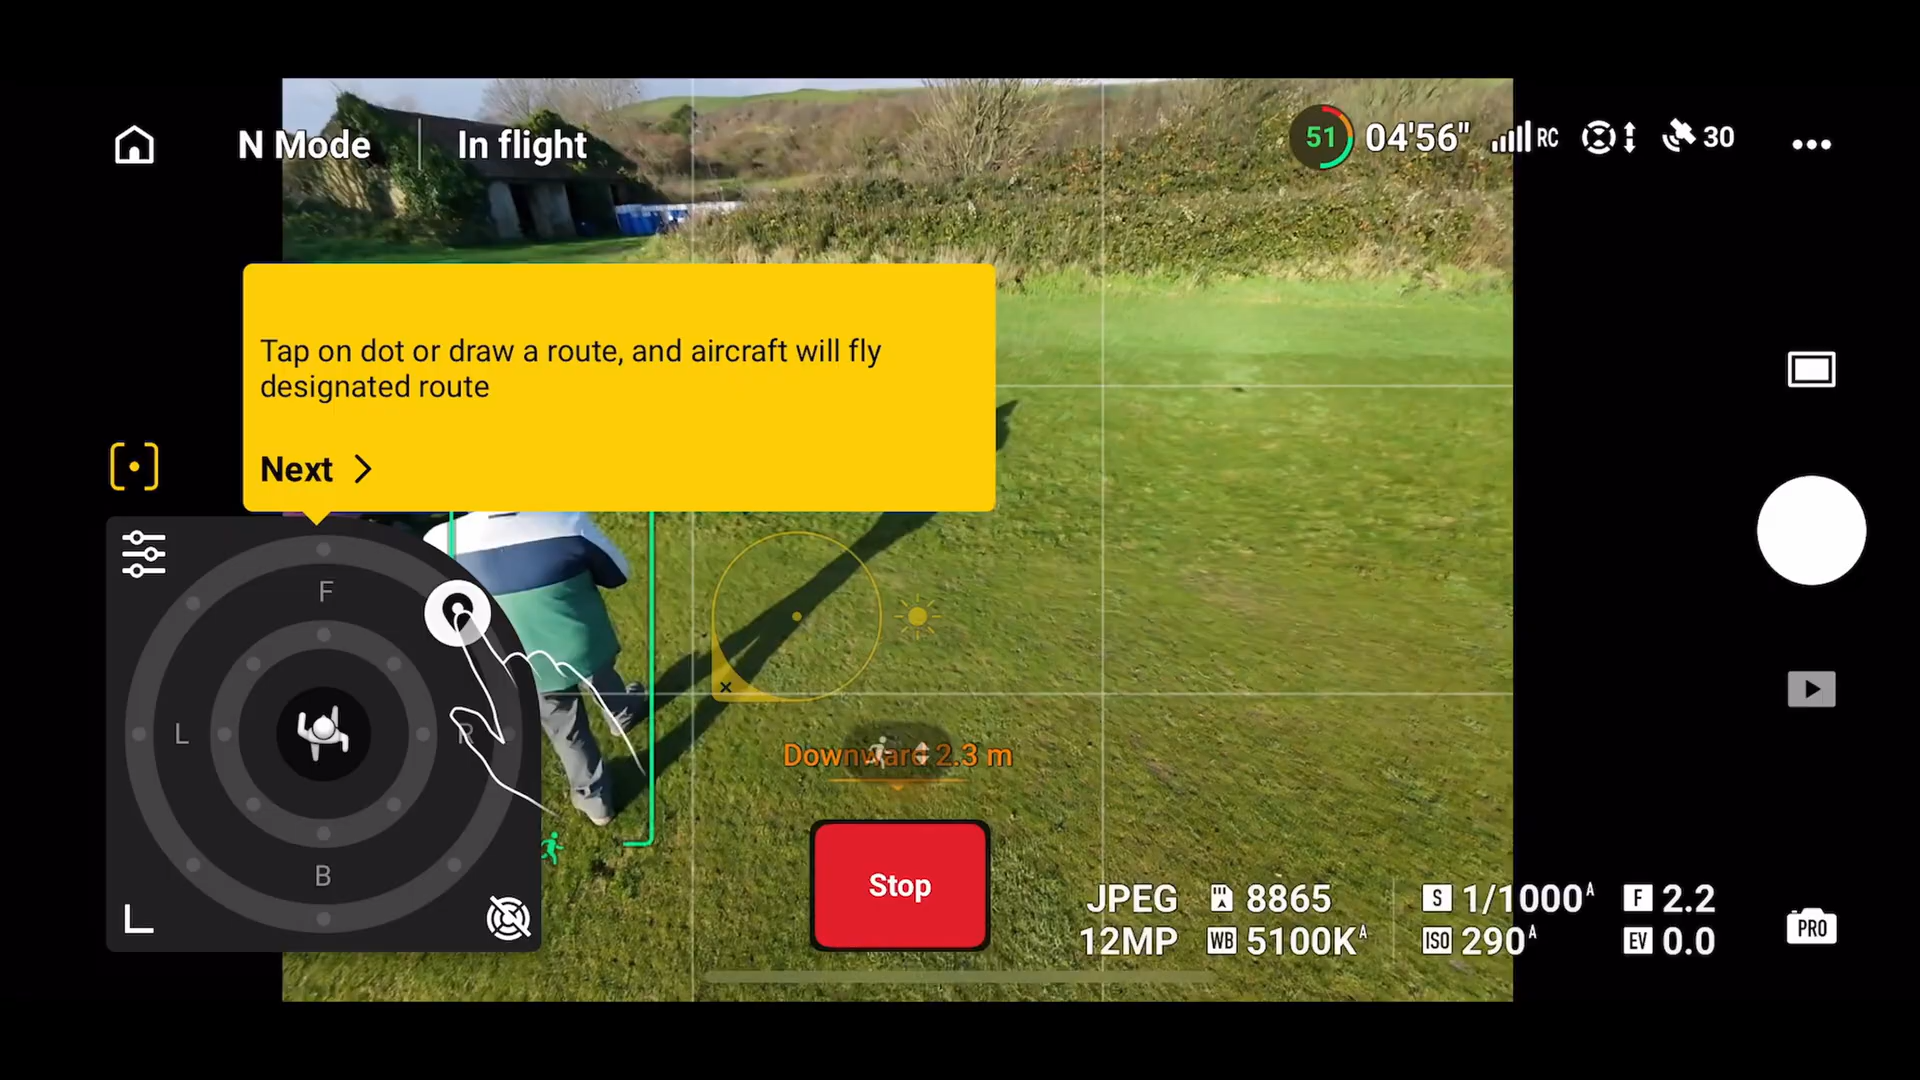 N Mode
In flight
51
04'56"
RC
30
Tap on dot or draw a route, and aircraft will fly
designated route
Next
F
L
R
B
Downward 2.3 m
Stop
JPEG 8865
12MP WB 5100K A
S 1/1000 A F 2.2
ISO 290 A EV 0.0
PRO